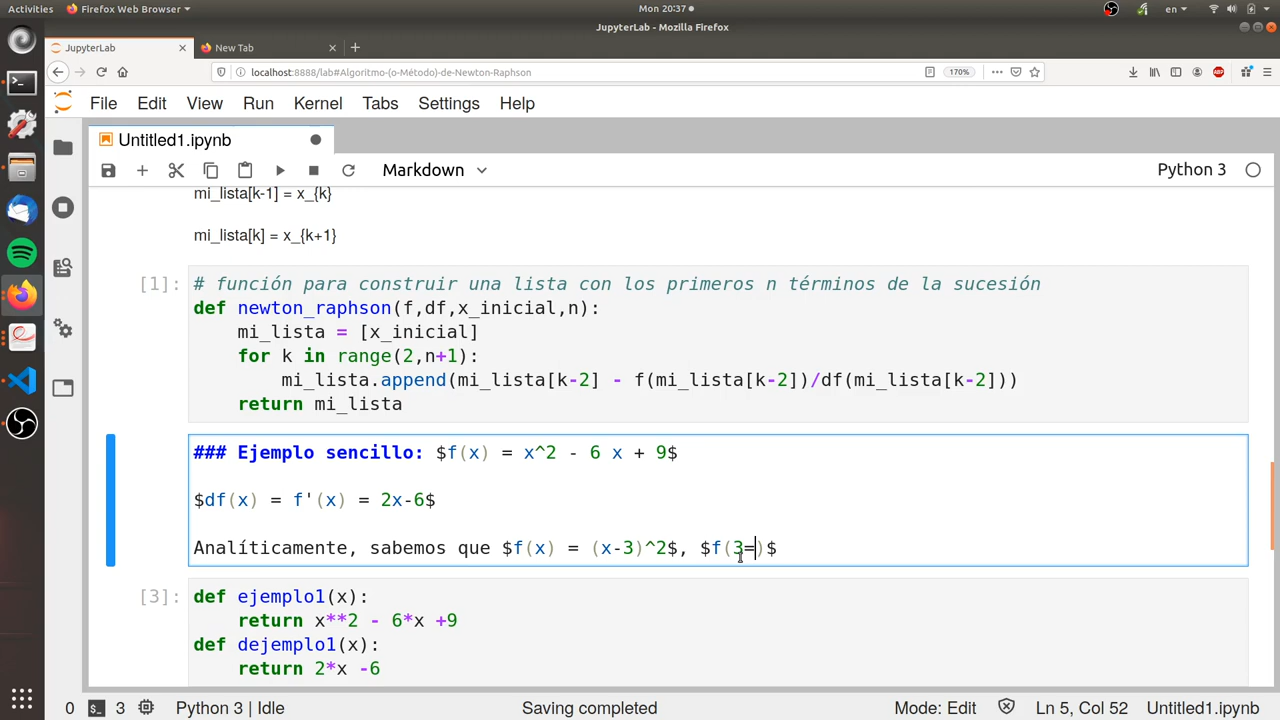 Activities Firefox Web Browser Mon 20:37 en
JupyterLab - Mozilla Firefox
JupyterLab New Tab
localhost:8888/lab#Algoritmo-(o-Método)-de-Newton-Raphson 170% ABP
File Edit View Run Kernel Tabs Settings Help
Untitled1.ipynb
Markdown Python 3
mi_lista[k-1] = x_{k}
mi_lista[k] = x_{k+1}
[1]: # función para construir una lista con los primeros n términos de la sucesión
def newton_raphson(f,df,x_inicial,n):
mi_lista = [x_inicial]
for k in range(2,n+1):
mi_lista.append(mi_lista[k-2] - f(mi_lista[k-2])/df(mi_lista[k-2]))
return mi_lista
### Ejemplo sencillo: $f(x) = x^2 - 6 x + 9$
$df(x) = f'(x) = 2x-6$
Analíticamente, sabemos que $f(x) = (x-3)^2$, $f(3=)$
[3]: def ejemplo1(x):
return x**2 - 6*x +9
def dejemplo1(x):
return 2*x -6
0 $_ 3 Python 3 | Idle Saving completed Mode: Edit Ln 5, Col 52 Untitled1.ipynb